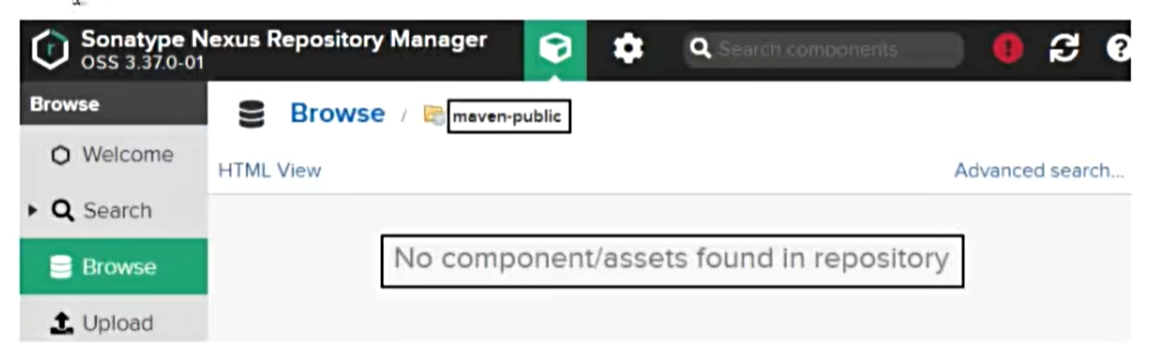 Sonatype Nexus Repository Manager
OSS 3.37.0-01
Search components
Browse
Browse / maven-public
Welcome
HTML View
Advanced search...
Search
No component/assets found in repository
Browse
Upload